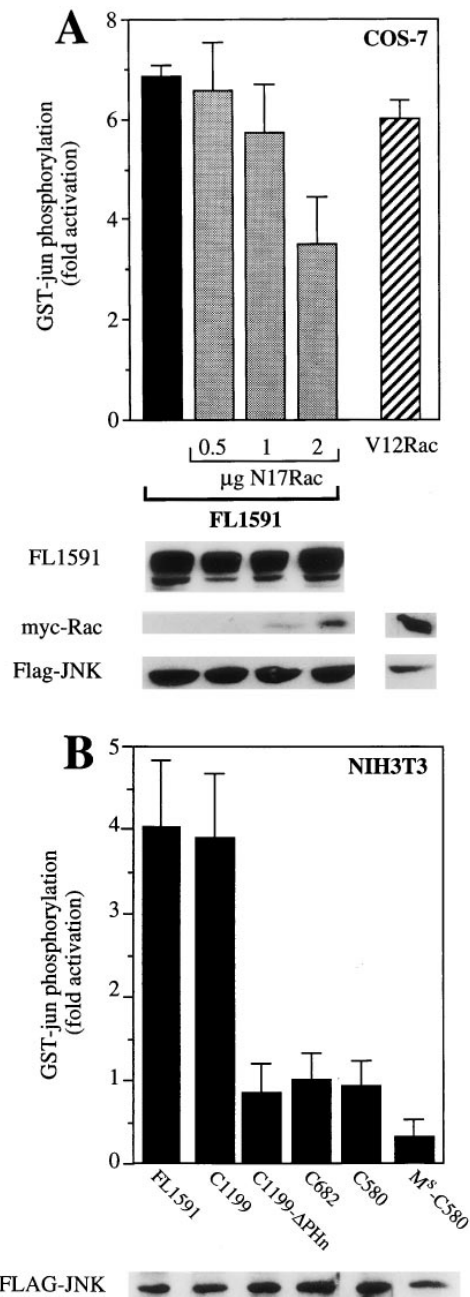 A
COS-7
GST-jun phosphorylation
(fold activation)
8
6
4
2
0
0.5 1 2
V12Rac
µg N17Rac
FL1591
FL1591
myc-Rac
Flag-JNK
B
NIH3T3
GST-jun phosphorylation
(fold activation)
5
4
3
2
1
0
FL1591
C1199
C1199-ΔPHn
C682
C580
Mˢ-C580
FLAG-JNK